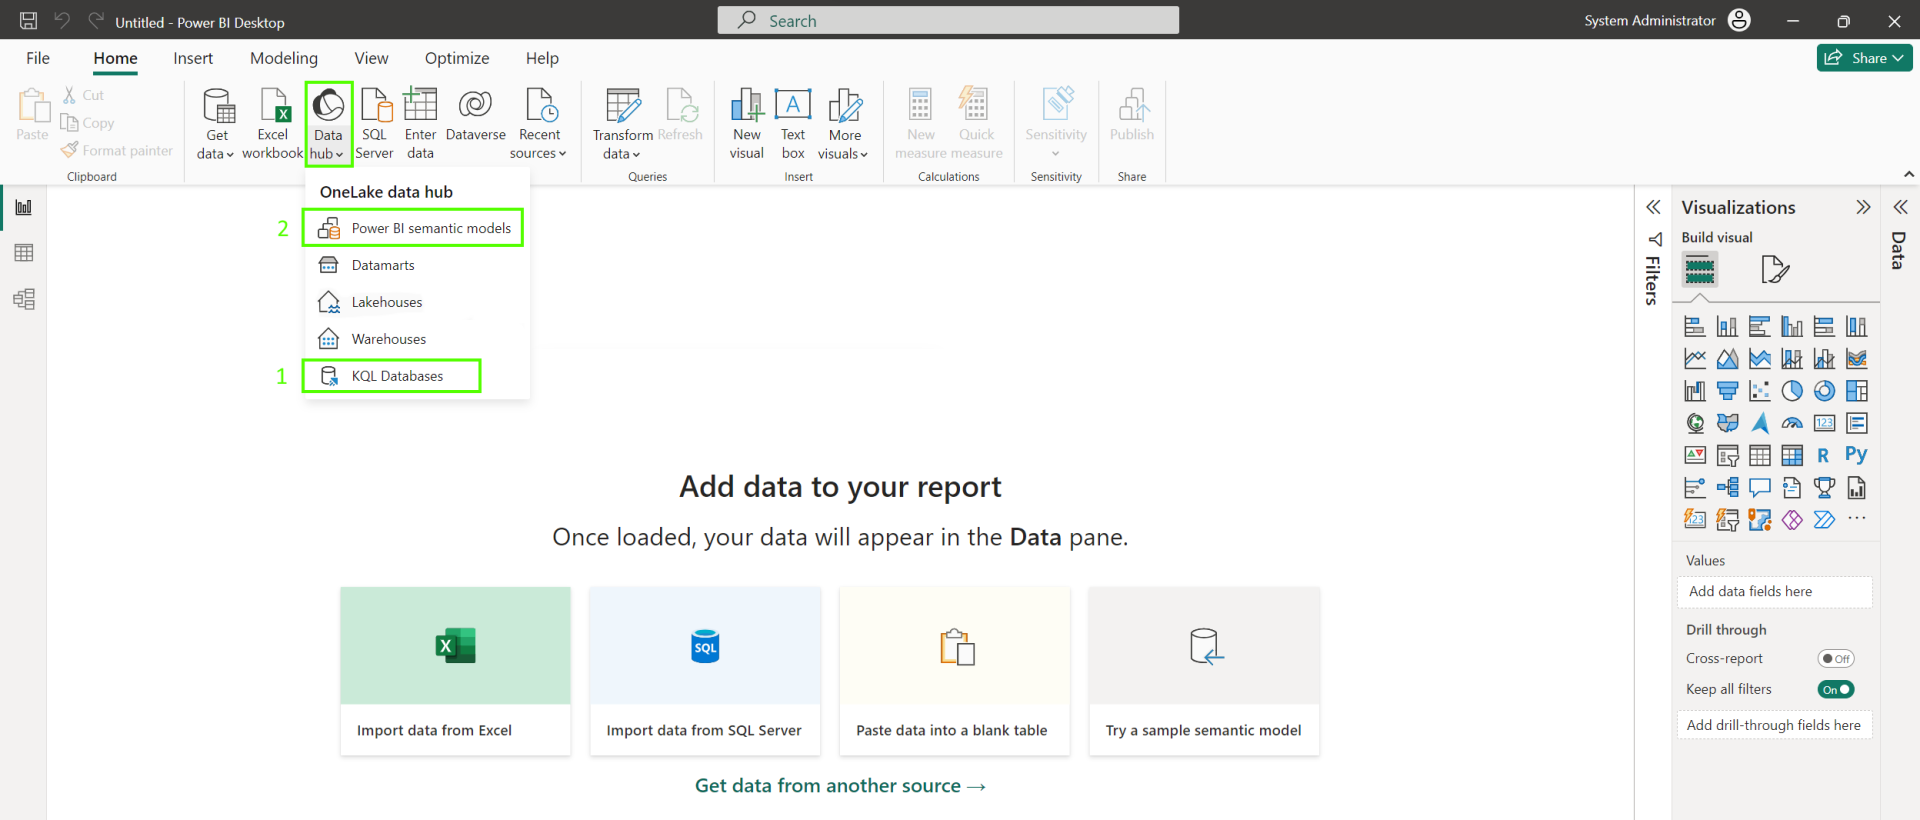 Untitled - Power BI Desktop
Search
System Administrator
File
Home
Insert
Modeling
View
Optimize
Help
Share
Paste
Cut
Copy
Format painter
Clipboard
Get
data
Excel
workbook
Data
hub
SQL
Server
Enter
data
Dataverse
Recent
sources
Transform
data
Refresh
Queries
New
visual
Text
box
More
visuals
Insert
New
measure
Quick
measure
Calculations
Sensitivity
Sensitivity
Publish
Share
OneLake data hub
2
Power BI semantic models
Datamarts
Lakehouses
Warehouses
1
KQL Databases
Add data to your report
Once loaded, your data will appear in the Data pane.
Import data from Excel
SQL
Import data from SQL Server
Paste data into a blank table
Try a sample semantic model
Get data from another source →
Filters
Visualizations
Build visual
123
R
Py
123
Values
Add data fields here
Drill through
Cross-report
Off
Keep all filters
On
Add drill-through fields here
Data